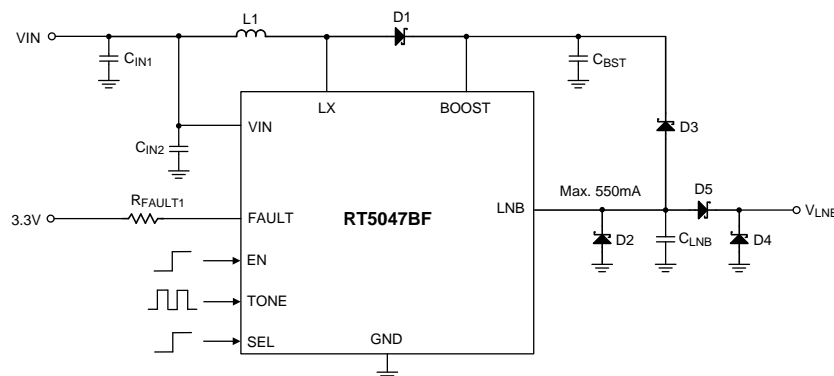 L1
D1
VIN
CIN1
CBST
LX
BOOST
VIN
D3
CIN2
D5
Max. 550mA
LNB
VLNB
3.3V
RFAULT1
FAULT
RT5047BF
D2
CLNB
D4
EN
TONE
SEL
GND